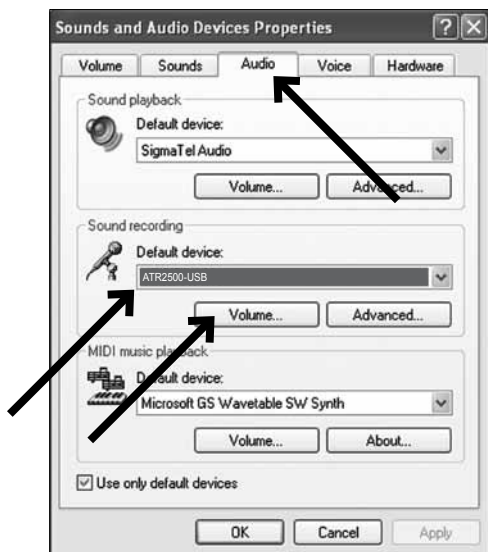 Sounds and Audio Devices Properties
Volume Sounds Audio Voice Hardware
Sound playback
Default device:
SigmaTel Audio
Volume... Advanced...
Sound recording
Default device:
ATR2500-USB
Volume... Advanced...
MIDI music playback
Default device:
Microsoft GS Wavetable SW Synth
Volume... About...
Use only default devices
OK Cancel Apply